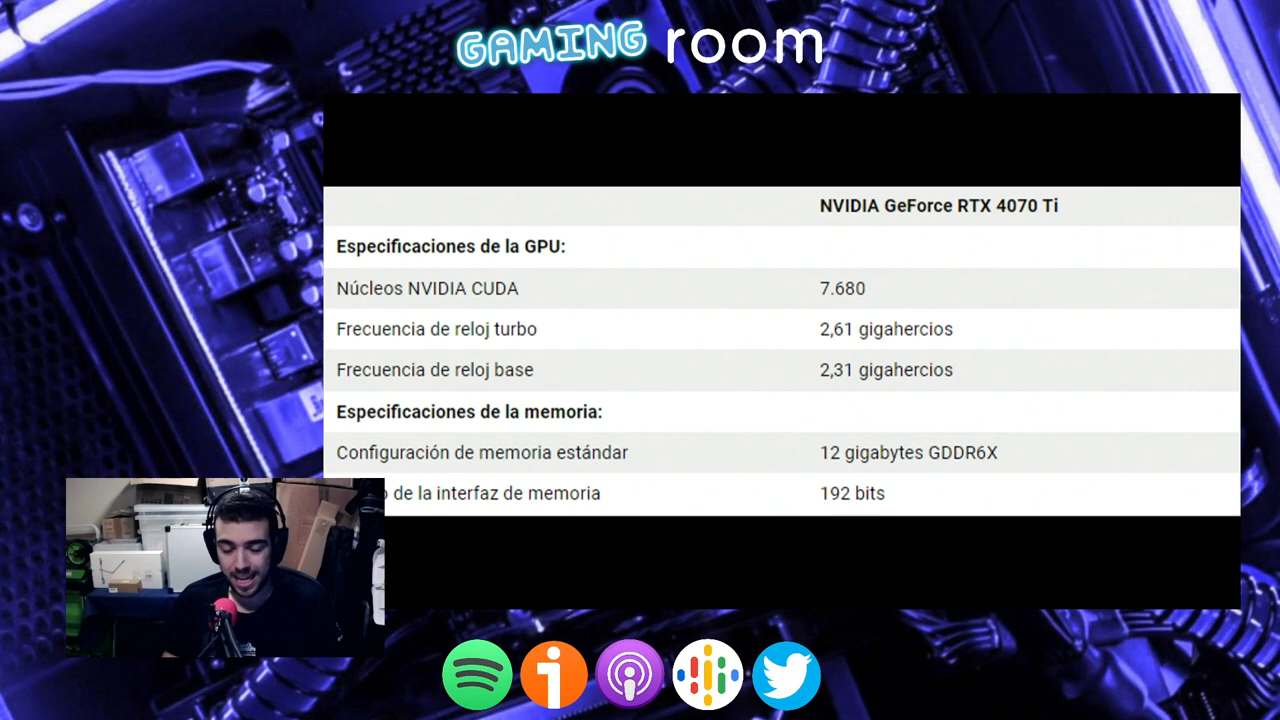 GAMING room
NVIDIA GeForce RTX 4070 Ti
Especificaciones de la GPU:
Núcleos NVIDIA CUDA 7.680
Frecuencia de reloj turbo 2,61 gigahercios
Frecuencia de reloj base 2,31 gigahercios
Especificaciones de la memoria:
Configuración de memoria estándar 12 gigabytes GDDR6X
de la interfaz de memoria 192 bits